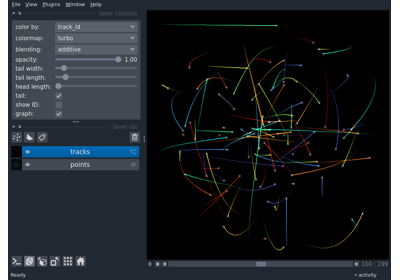 File View Plugins Window Help
layer controls
color by: track_id
colormap: turbo
blending: additive
opacity: 1.00
tail width:
tail length:
head length:
tail:
show ID:
graph:
layer list
tracks
points
0 100 199
Ready activity